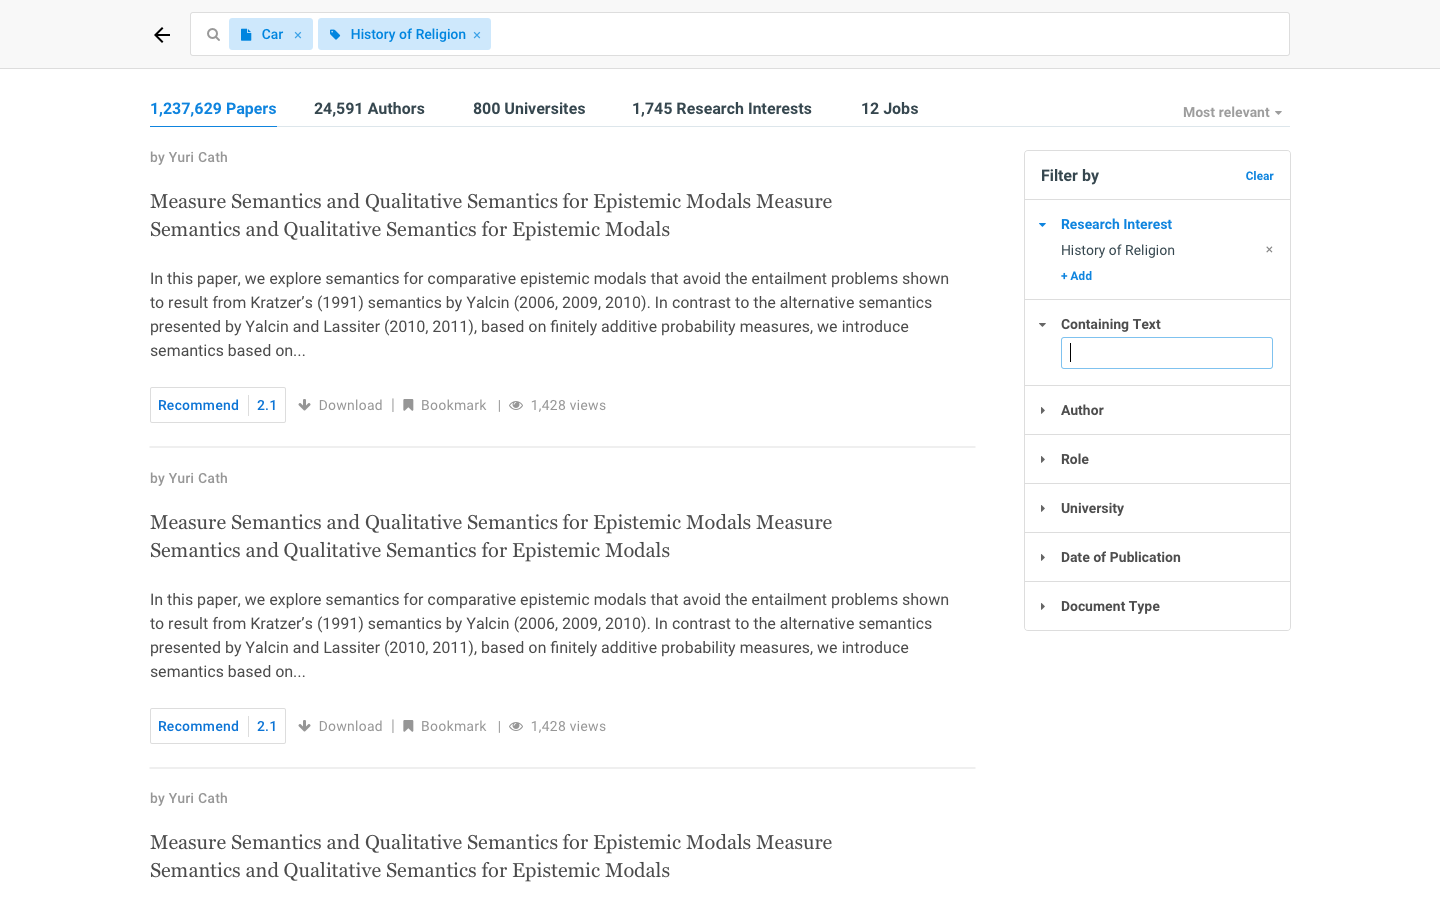 Car × History of Religion ×
1,237,629 Papers 24,591 Authors 800 Universites 1,745 Research Interests 12 Jobs Most relevant
by Yuri Cath
Measure Semantics and Qualitative Semantics for Epistemic Modals Measure
Semantics and Qualitative Semantics for Epistemic Modals
In this paper, we explore semantics for comparative epistemic modals that avoid the entailment problems shown
to result from Kratzer’s (1991) semantics by Yalcin (2006, 2009, 2010). In contrast to the alternative semantics
presented by Yalcin and Lassiter (2010, 2011), based on finitely additive probability measures, we introduce
semantics based on...
Recommend 2.1 Download | Bookmark | 1,428 views
by Yuri Cath
Measure Semantics and Qualitative Semantics for Epistemic Modals Measure
Semantics and Qualitative Semantics for Epistemic Modals
In this paper, we explore semantics for comparative epistemic modals that avoid the entailment problems shown
to result from Kratzer’s (1991) semantics by Yalcin (2006, 2009, 2010). In contrast to the alternative semantics
presented by Yalcin and Lassiter (2010, 2011), based on finitely additive probability measures, we introduce
semantics based on...
Recommend 2.1 Download | Bookmark | 1,428 views
by Yuri Cath
Measure Semantics and Qualitative Semantics for Epistemic Modals Measure
Semantics and Qualitative Semantics for Epistemic Modals
Filter by Clear
Research Interest
History of Religion ×
+ Add
Containing Text
Author
Role
University
Date of Publication
Document Type